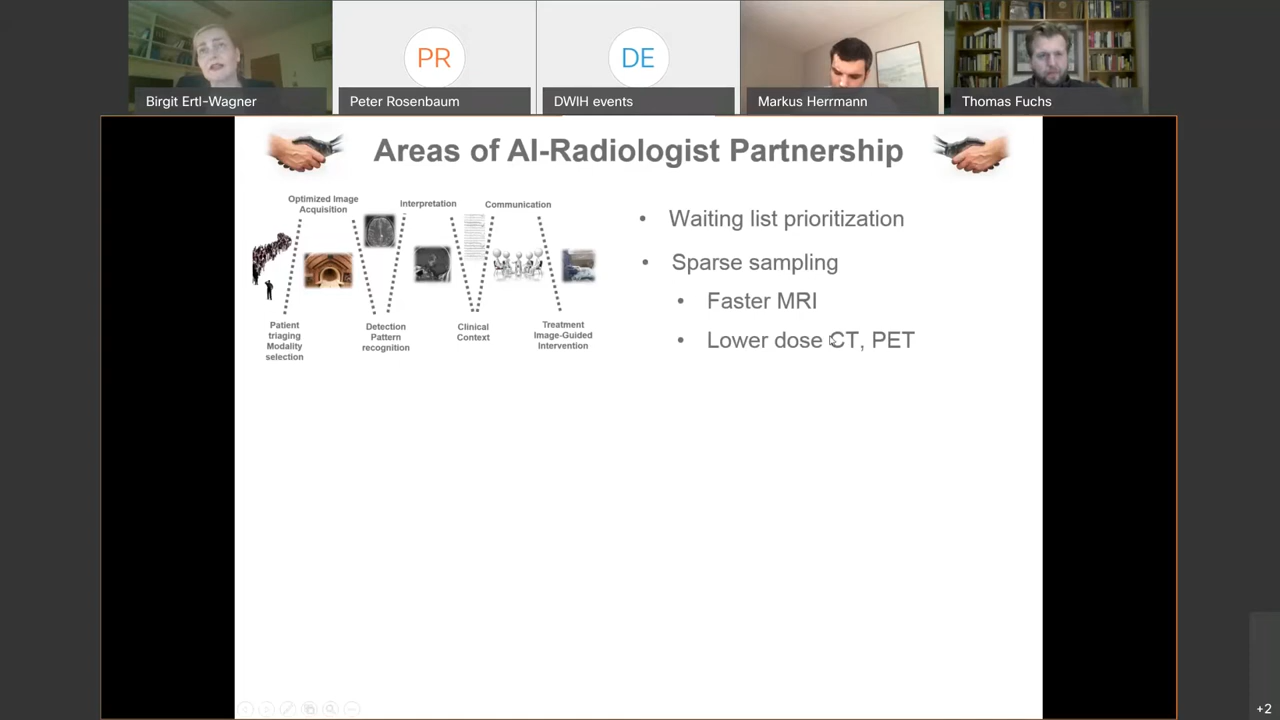 PR
DE
Birgit Ertl-Wagner
Peter Rosenbaum
DWIH events
Markus Herrmann
Thomas Fuchs
Areas of AI-Radiologist Partnership
Optimized Image
Acquisition
Interpretation
Communication
Patient
triaging
Modality
selection
Detection
Pattern
recognition
Clinical
Context
Treatment
Image-Guided
Intervention
• Waiting list prioritization
• Sparse sampling
• Faster MRI
• Lower dose CT, PET
+2